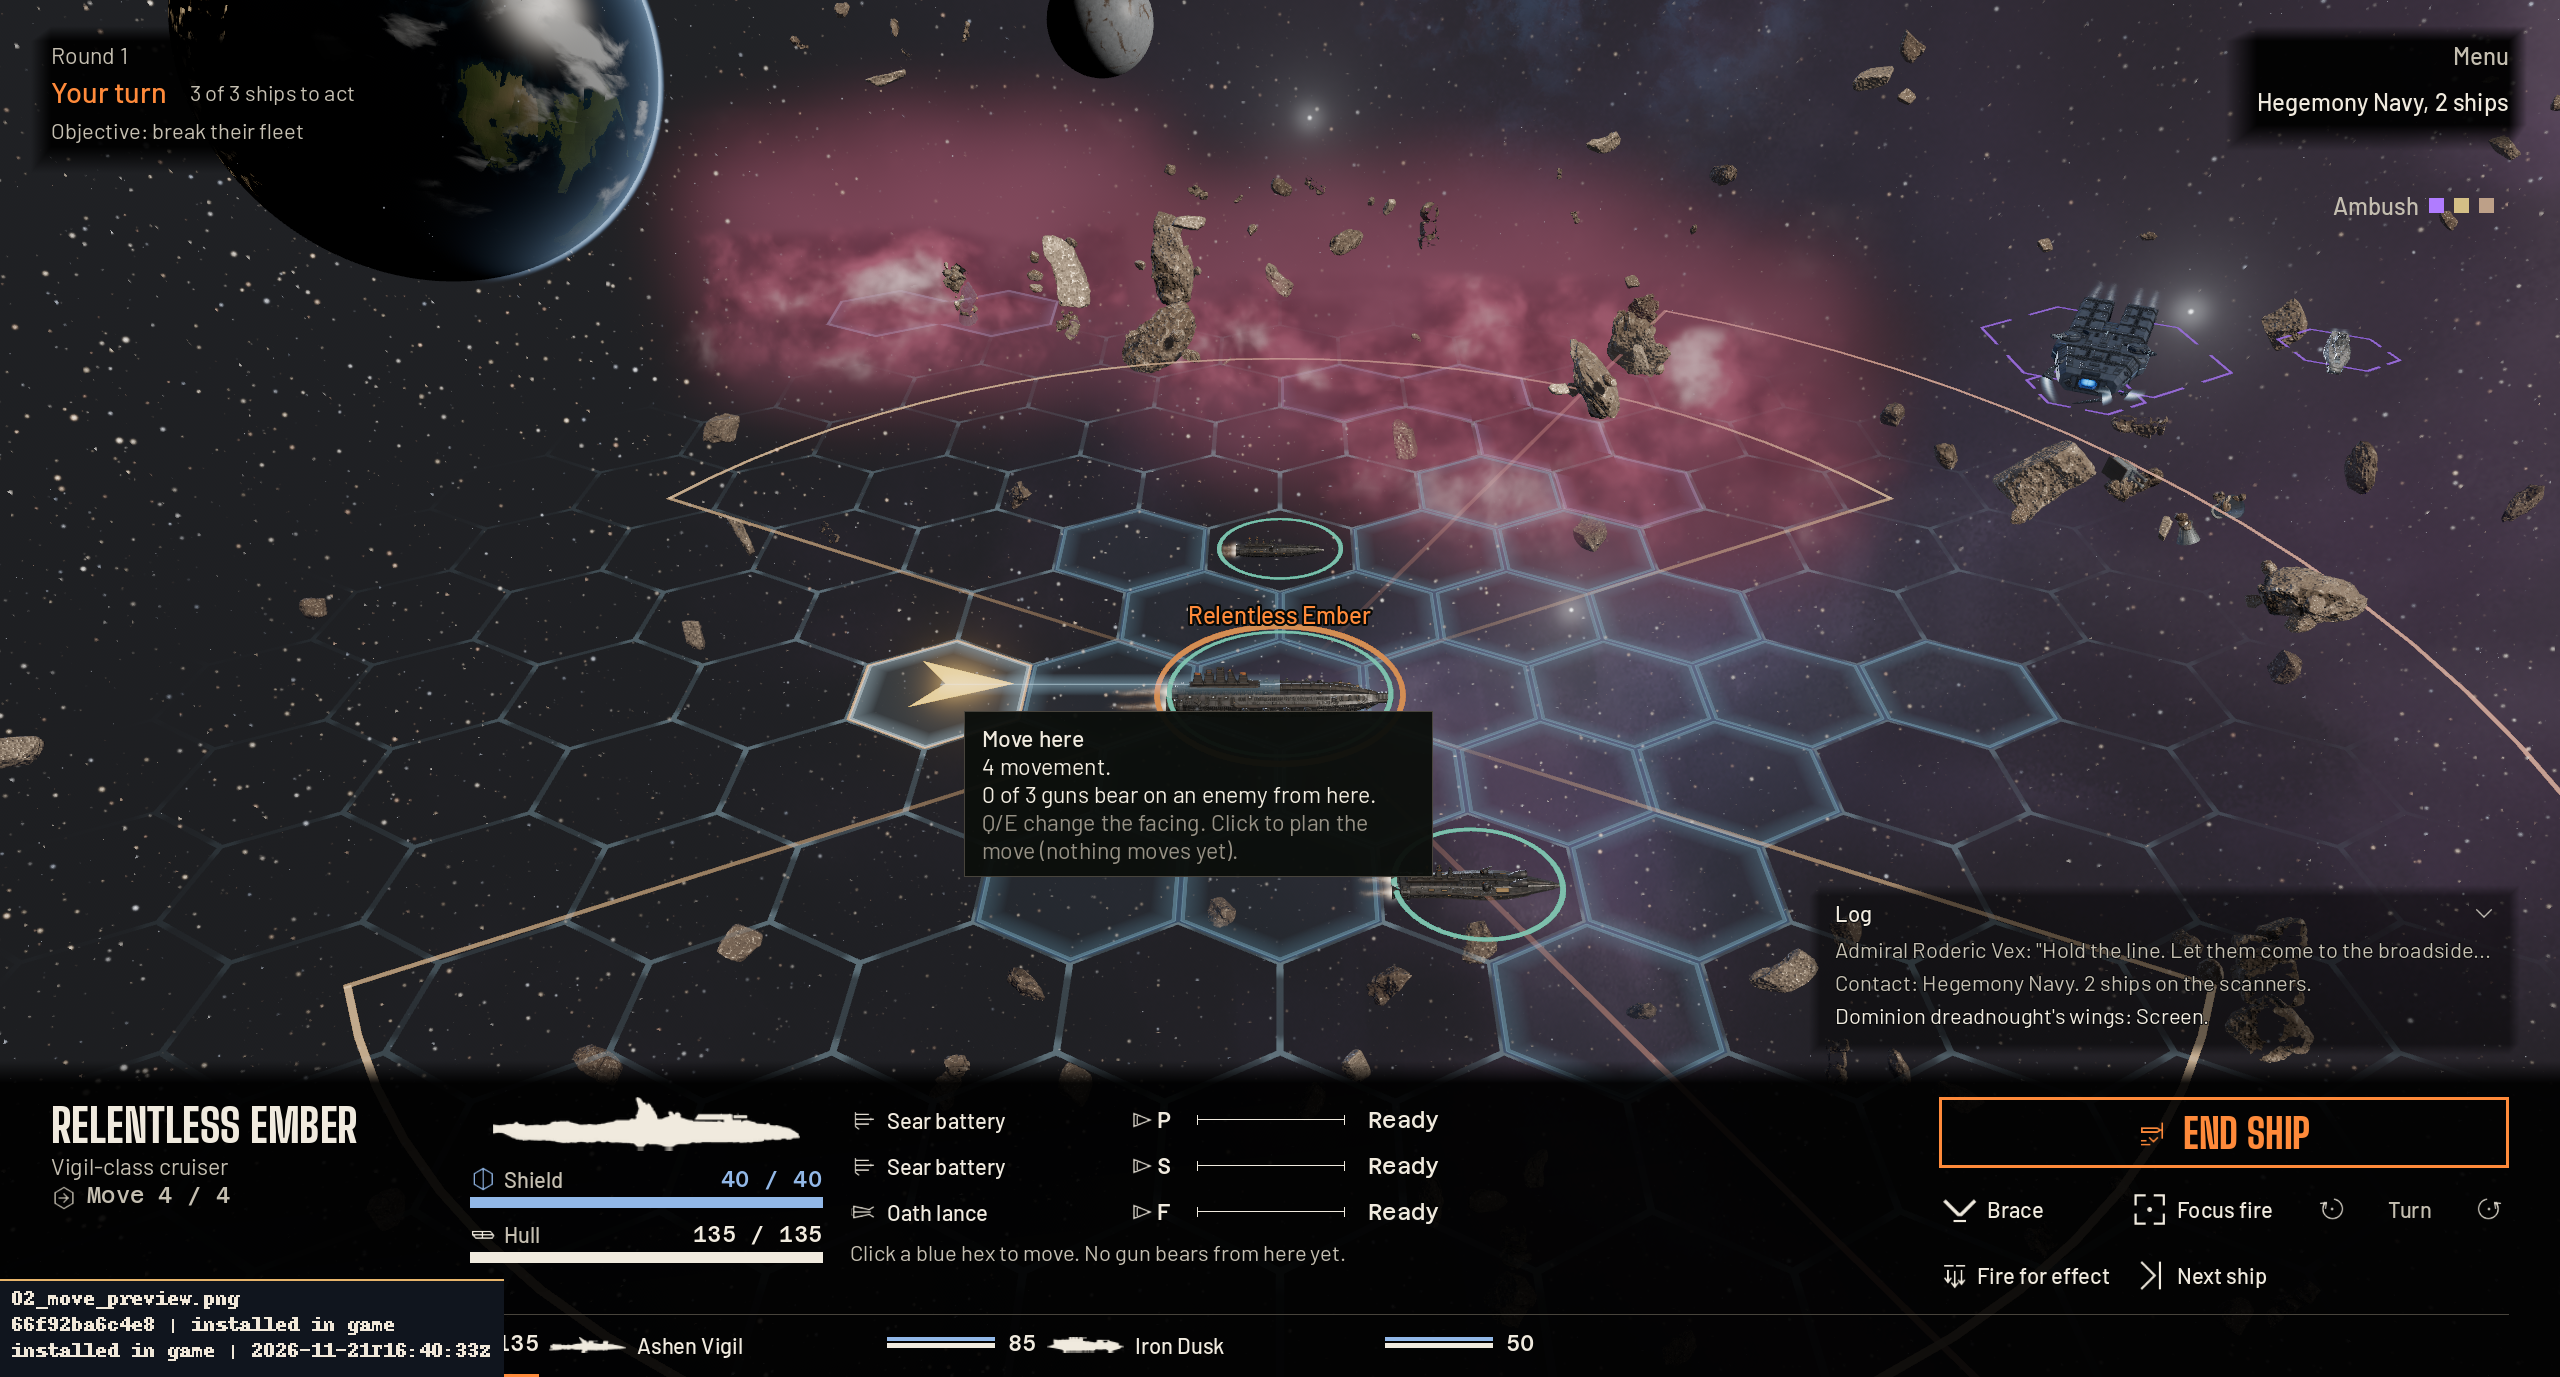 Round 1
Your turn 3 of 3 ships to act
Objective: break their fleet
Menu
Hegemony Navy, 2 ships
Ambush
Relentless Ember
Move here
4 movement.
0 of 3 guns bear on an enemy from here.
Q/E change the facing. Click to plan the
move (nothing moves yet).
Log
Admiral Roderic Vex: "Hold the line. Let them come to the broadside...
Contact: Hegemony Navy. 2 ships on the scanners.
Dominion dreadnought's wings: Screen.
RELENTLESS EMBER
Vigil-class cruiser
Move 4 / 4
Shield 40 / 40
Hull 135 / 135
Sear battery P Ready
Sear battery S Ready
Oath lance F Ready
Click a blue hex to move. No gun bears from here yet.
END SHIP
Brace Focus fire Turn
Fire for effect Next ship
02_move_preview.png
66f92ba6c4e8 | installed in game
installed in game | 2026-11-21r16:40:33z
135 Ashen Vigil 85 Iron Dusk 50